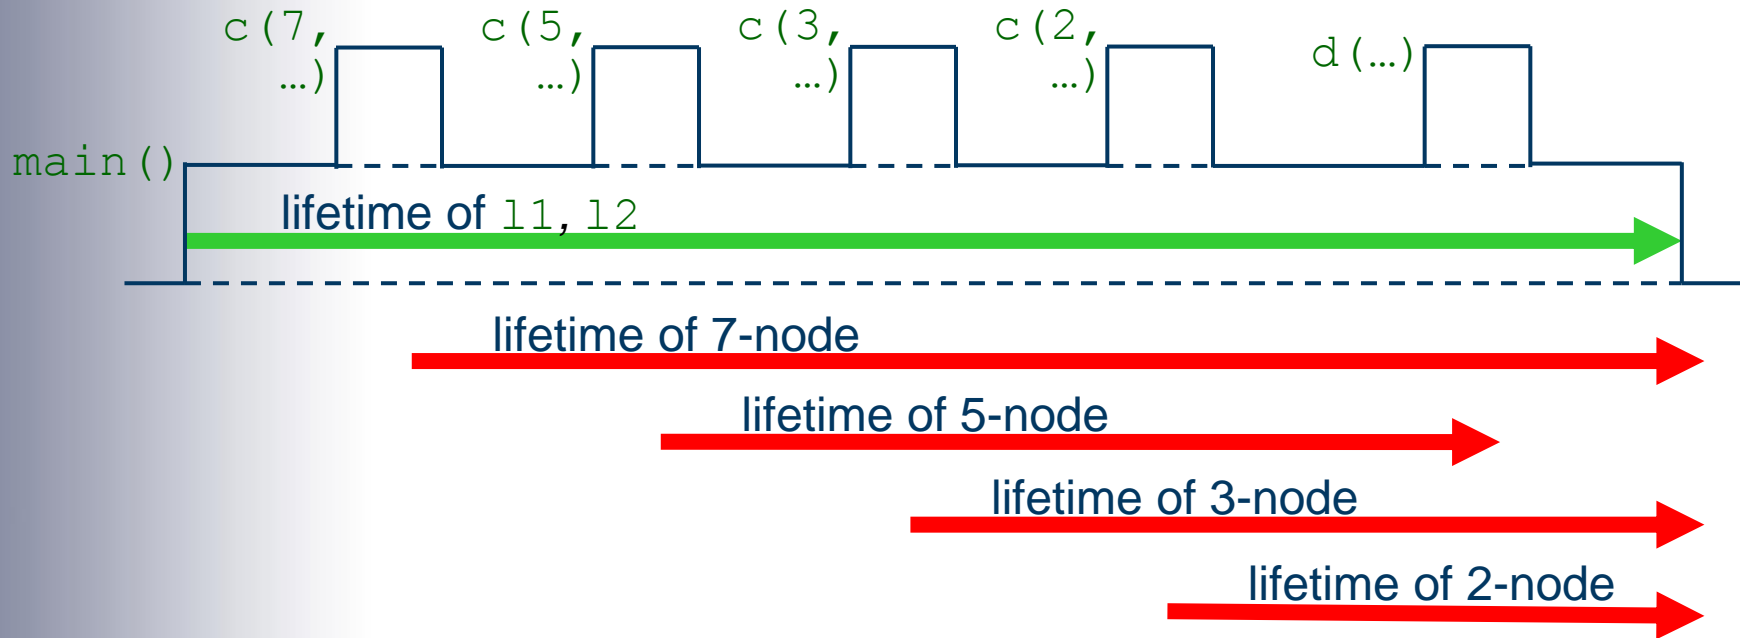 c(7,
…)
c(5,
…)
c(3,
…)
c(2,
…)
d(…)
main()
lifetime of l1, l2
lifetime of 7-node
lifetime of 5-node
lifetime of 3-node
lifetime of 2-node